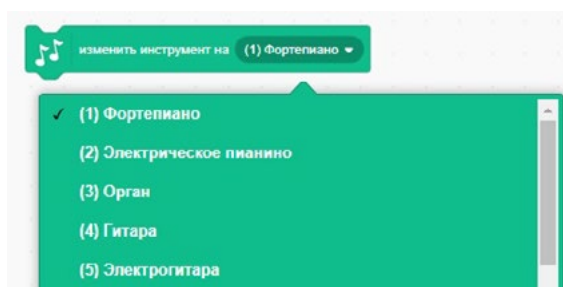 изменить инструмент на (1) Фортепиано
(1) Фортепиано
(2) Электрическое пианино
(3) Орган
(4) Гитара
(5) Электрогитара